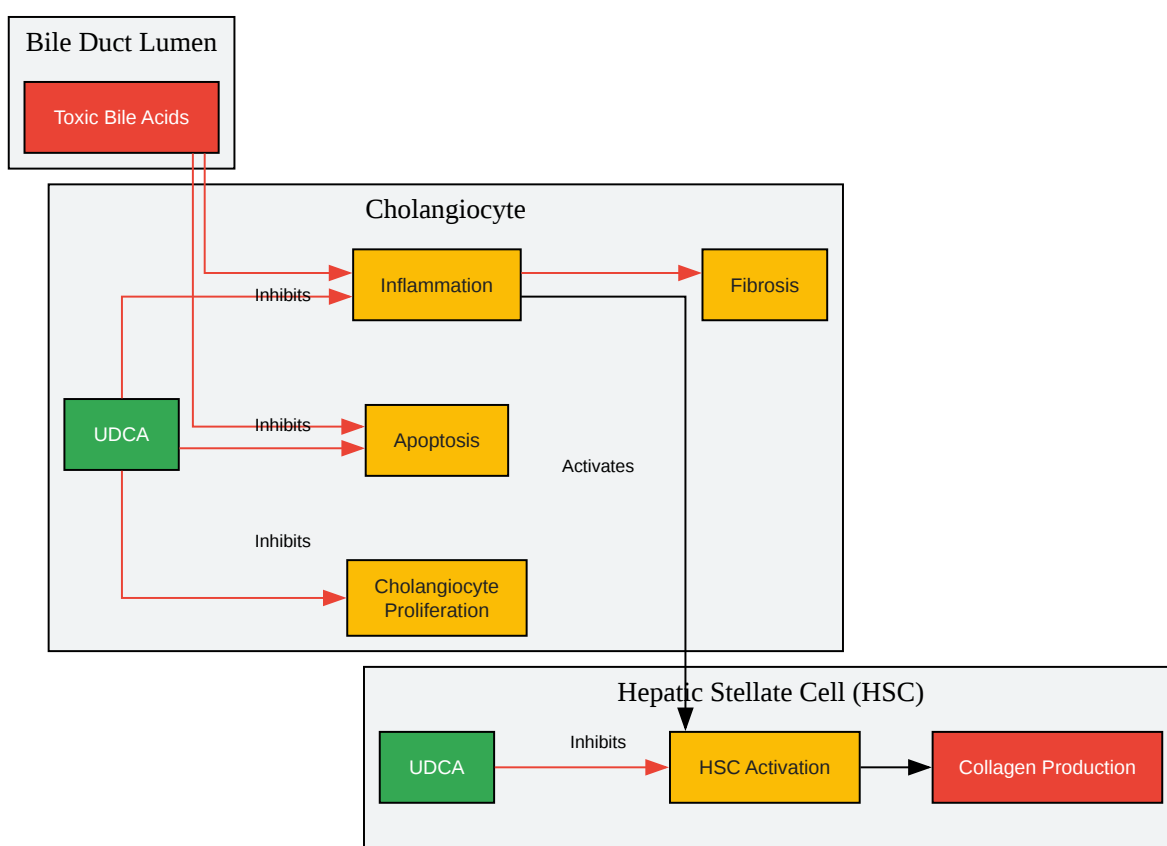 Bile Duct Lumen
Toxic Bile Acids
Cholangiocyte
Inflammation
Fibrosis
Inhibits
UDCA
Inhibits
Apoptosis
Activates
Inhibits
Cholangiocyte
Proliferation
Hepatic Stellate Cell (HSC)
Inhibits
UDCA
HSC Activation
Collagen Production